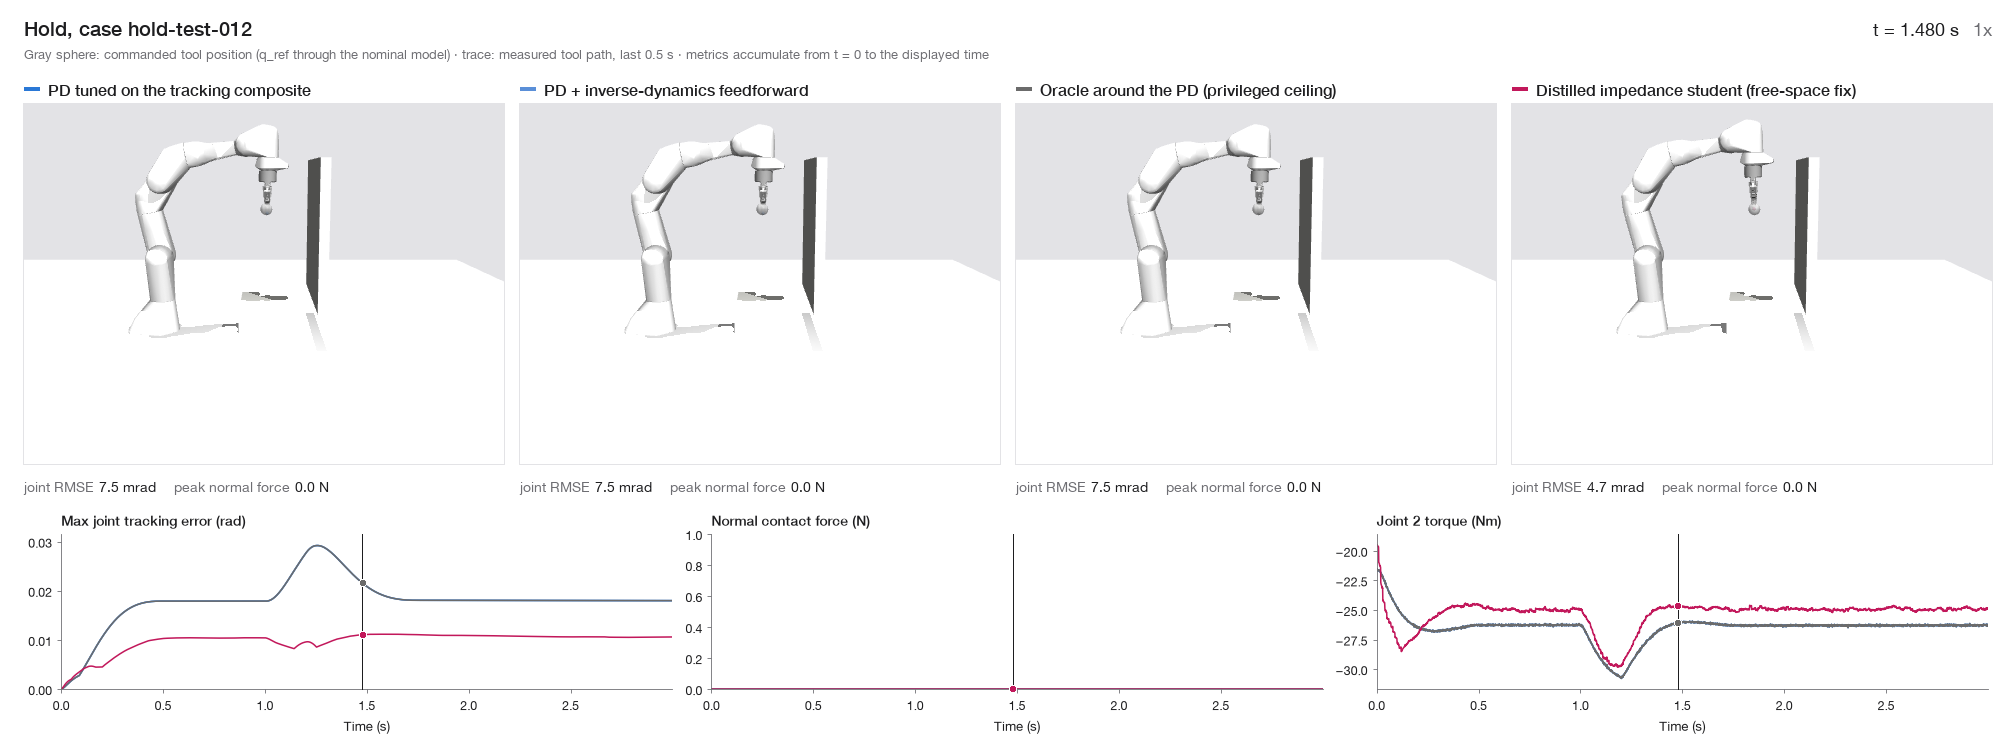 Hold, case hold-test-012
t = 1.480 s 1x
Gray sphere: commanded tool position (q_ref through the nominal model) · trace: measured tool path, last 0.5 s · metrics accumulate from t = 0 to the displayed time
PD tuned on the tracking composite
PD + inverse-dynamics feedforward
Oracle around the PD (privileged ceiling)
Distilled impedance student (free-space fix)
joint RMSE 7.5 mrad peak normal force 0.0 N
joint RMSE 7.5 mrad peak normal force 0.0 N
joint RMSE 7.5 mrad peak normal force 0.0 N
joint RMSE 4.7 mrad peak normal force 0.0 N
Max joint tracking error (rad)
0.03
0.02
0.01
0.00
0.0 0.5 1.0 1.5 2.0 2.5
Time (s)
Normal contact force (N)
1.0
0.8
0.6
0.4
0.2
0.0
0.0 0.5 1.0 1.5 2.0 2.5
Time (s)
Joint 2 torque (Nm)
−20.0
−22.5
−25.0
−27.5
−30.0
0.0 0.5 1.0 1.5 2.0 2.5
Time (s)